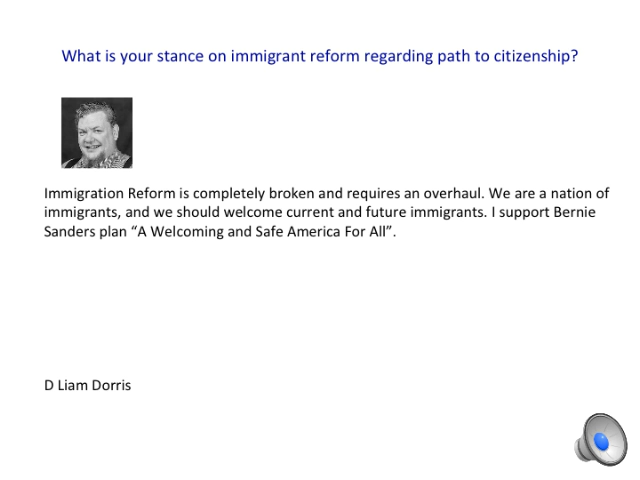 What is your stance on immigrant reform regarding path to citizenship?
Immigration Reform is completely broken and requires an overhaul. We are a nation of
immigrants, and we should welcome current and future immigrants. I support Bernie
Sanders plan “A Welcoming and Safe America For All”.
D Liam Dorris